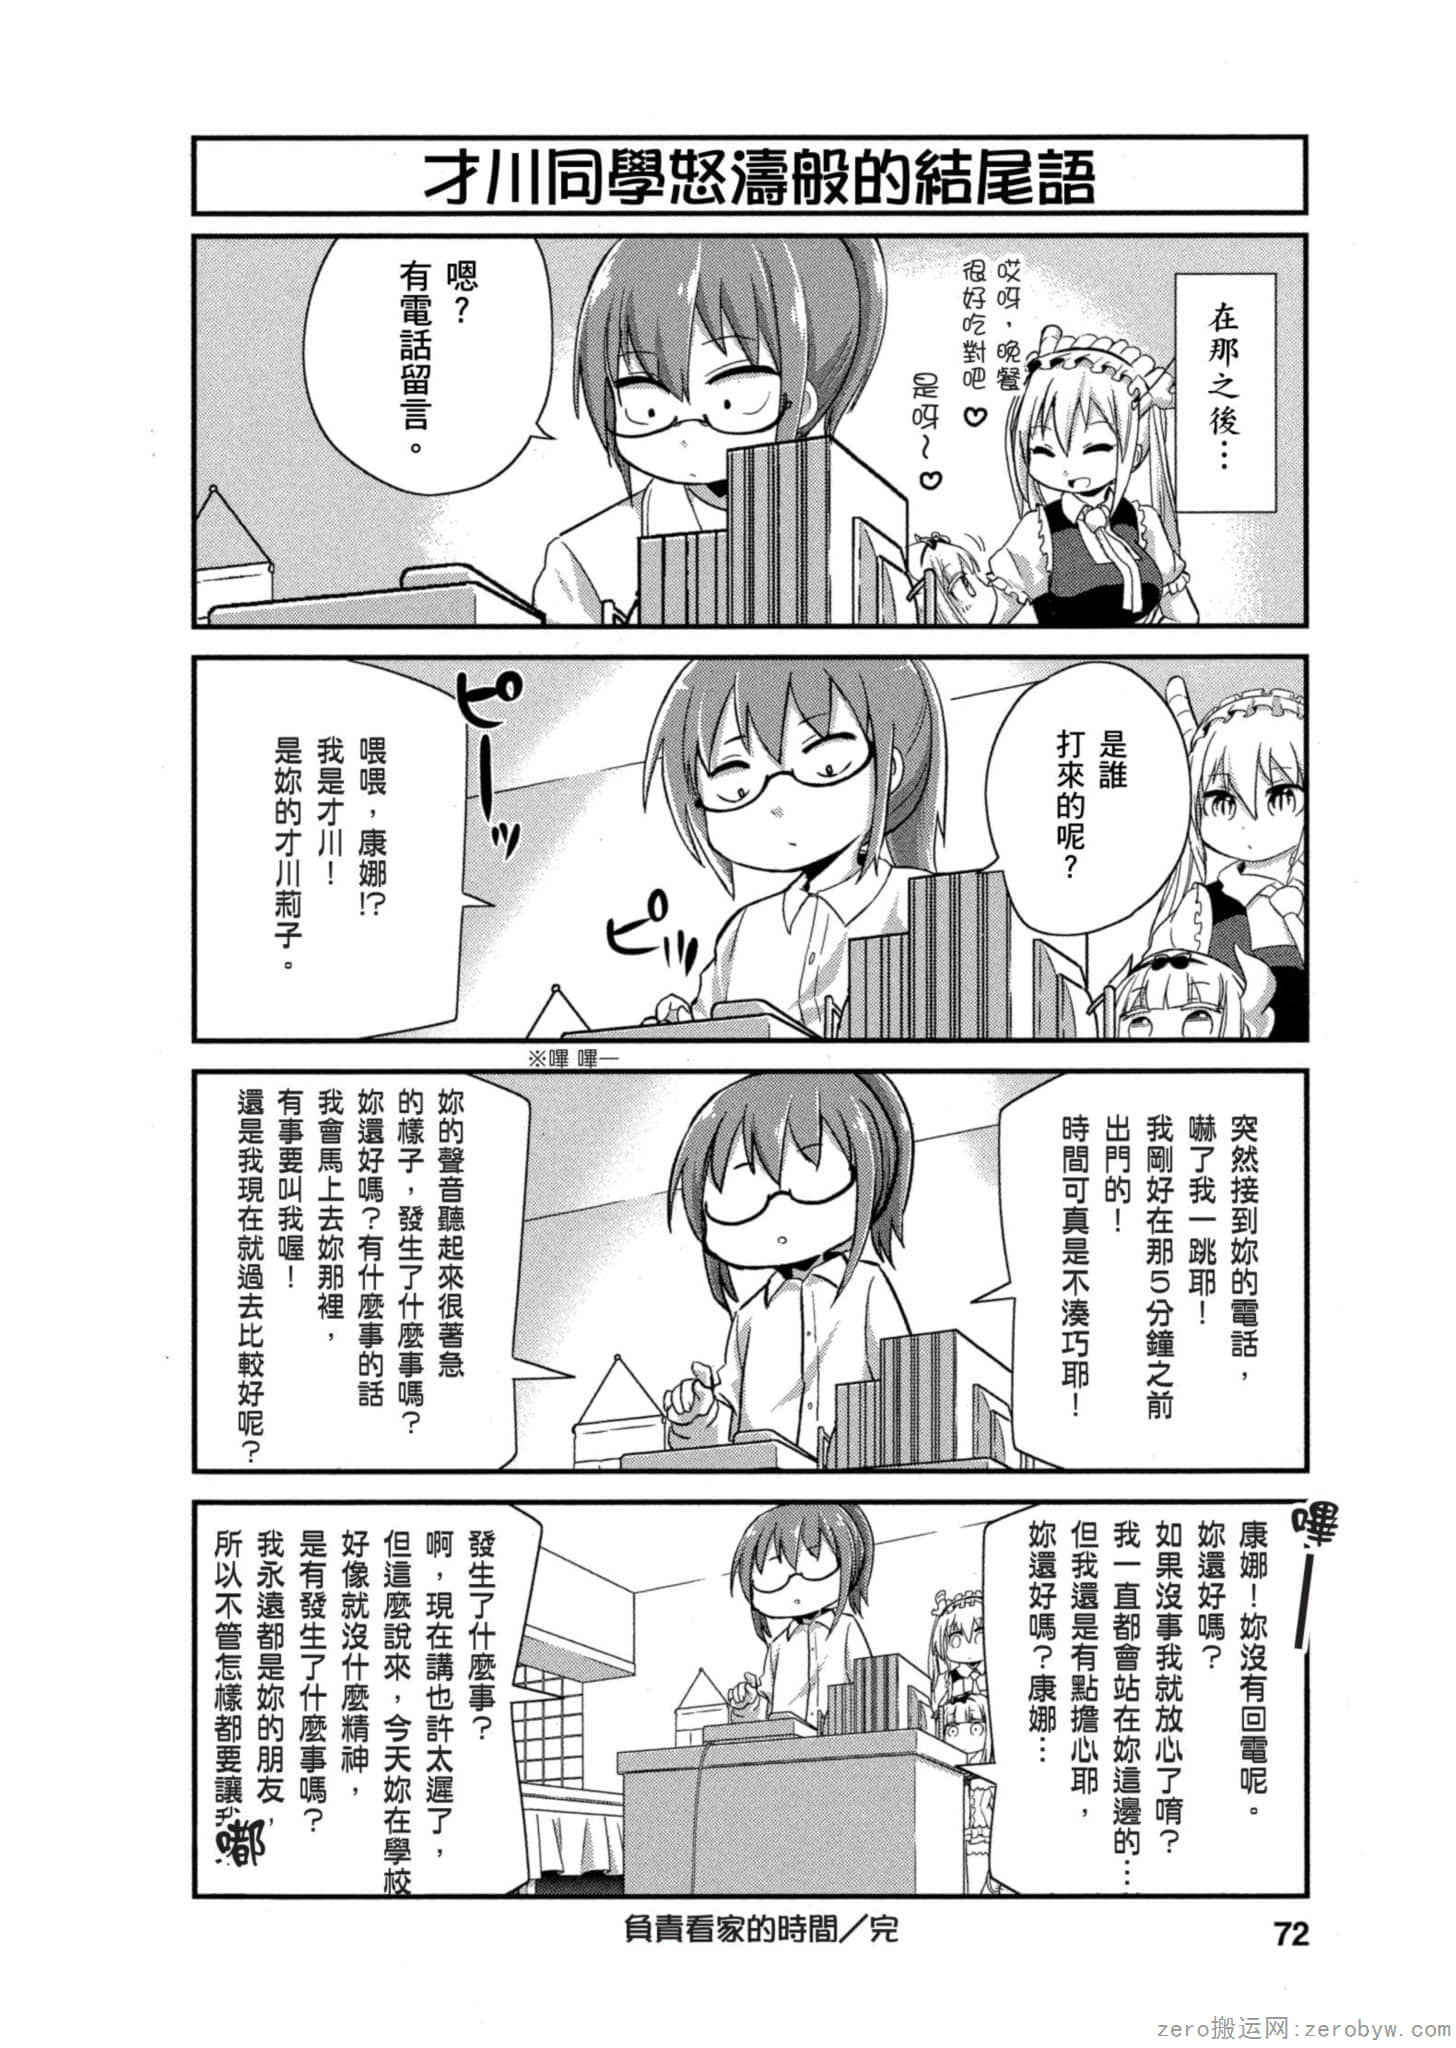 才川同學怒濤般的結尾語
在那之後…
哎呀，晚餐
很好吃對吧♡
是呀～♡
嗯？
有電話留言。
是誰
打來的呢？
ピーッ
ピッ
喂喂，康娜!?
我是才川！
是妳的才川莉子。
※嗶 嗶—
突然接到妳的電話，
嚇了我一跳耶！
我剛好在那5分鐘之前
出門的！
時間可真是不湊巧耶！
妳的聲音聽起來很著急
的樣子，發生了什麼事嗎？
妳還好嗎？有什麼事的話
我會馬上去妳那裡，
有事要叫我喔！
還是我現在就過去比較好呢？
嗶—
康娜！妳沒有回電呢。
妳還好嗎？
如果沒事我就放心了唷？
我一直都會站在妳這邊的…
但我還是有點擔心耶，
妳還好嗎？康娜…
發生了什麼事？
啊，現在講也許太遲了，
但這麼說來，今天妳在學校
好像就沒什麼精神，
是有發生了什麼事嗎？
我永遠都是妳的朋友，
所以不管怎樣都要讓我
嘟
負責看家的時間／完
72
zero搬运网:zerobyw.com